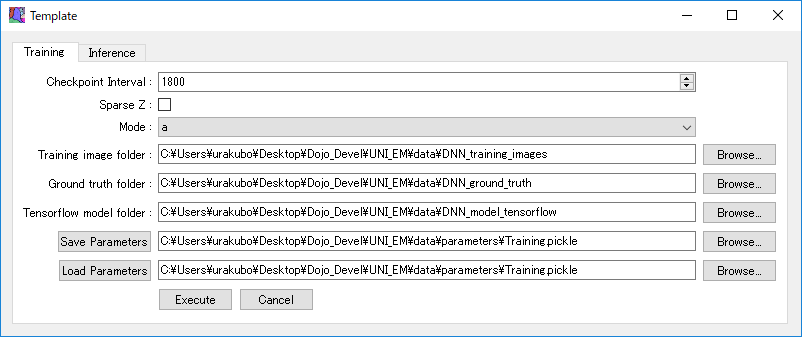 Template
Training Inference
Checkpoint Interval : 1800
Sparse Z :
Mode : a
Training image folder : C:¥Users¥urakubo¥Desktop¥Dojo_Devel¥UNI_EM¥data¥DNN_training_images Browse...
Ground truth folder : C:¥Users¥urakubo¥Desktop¥Dojo_Devel¥UNI_EM¥data¥DNN_ground_truth Browse...
Tensorflow model folder : C:¥Users¥urakubo¥Desktop¥Dojo_Devel¥UNI_EM¥data¥DNN_model_tensorflow Browse...
Save Parameters C:¥Users¥urakubo¥Desktop¥Dojo_Devel¥UNI_EM¥data¥parameters¥Training.pickle Browse...
Load Parameters C:¥Users¥urakubo¥Desktop¥Dojo_Devel¥UNI_EM¥data¥parameters¥Training.pickle Browse...
Execute Cancel